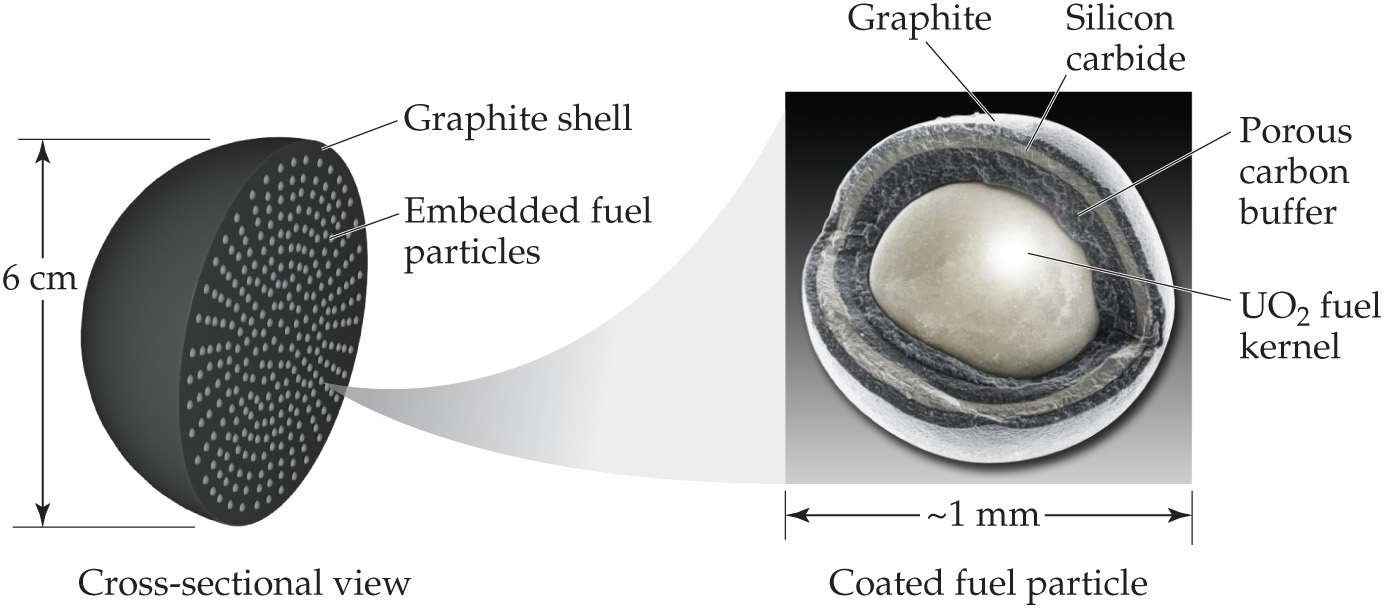 Graphite shell
Embedded fuel
particles
6 cm
Cross-sectional view
Graphite
Silicon
carbide
Porous
carbon
buffer
UO₂ fuel
kernel
~1 mm
Coated fuel particle